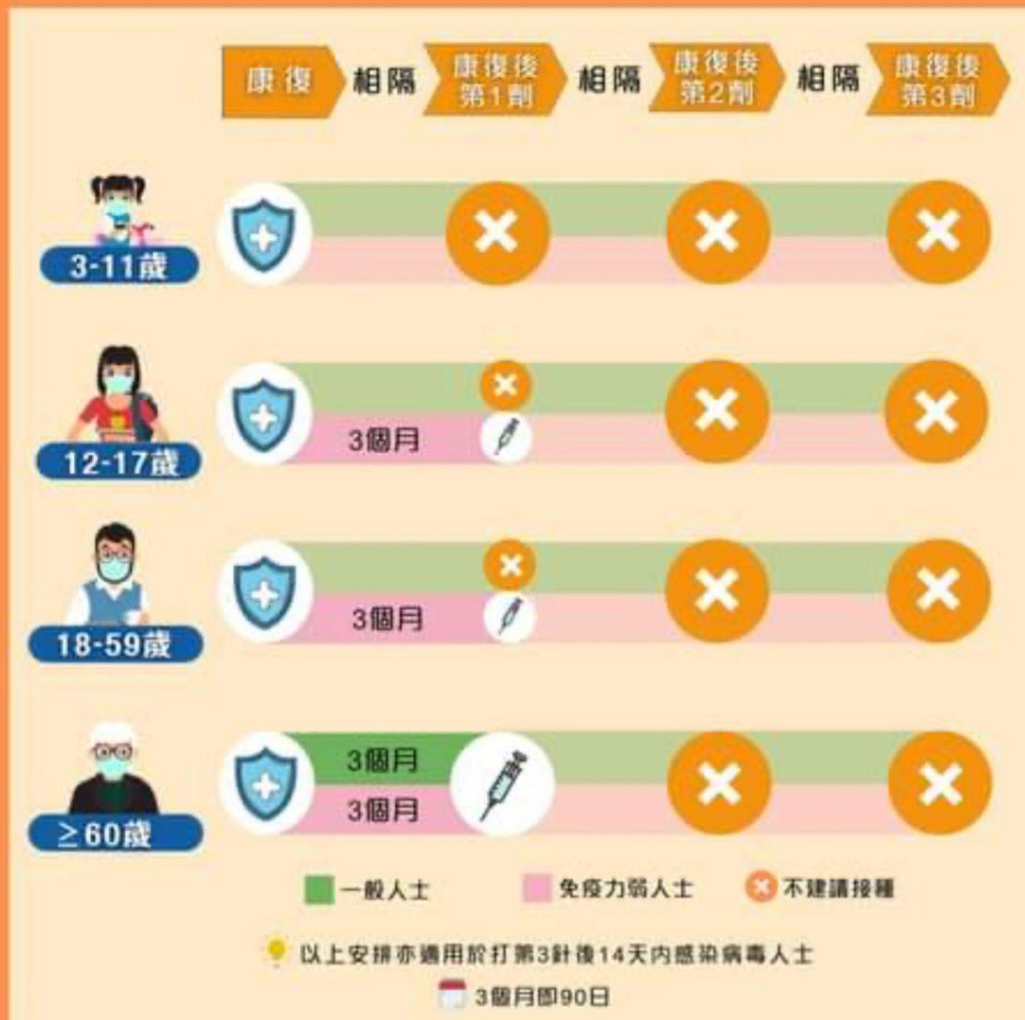 康復 相隔 康復後 第1劑 相隔 康復後 第2劑 相隔 康復後 第3劑
3-11歲
3個月
12-17歲
3個月
18-59歲
3個月
3個月
≥60歲
一般人士 免疫力弱人士 不建議接種
以上安排亦適用於打第3針後14天内感染病毒人士
3個月即90日